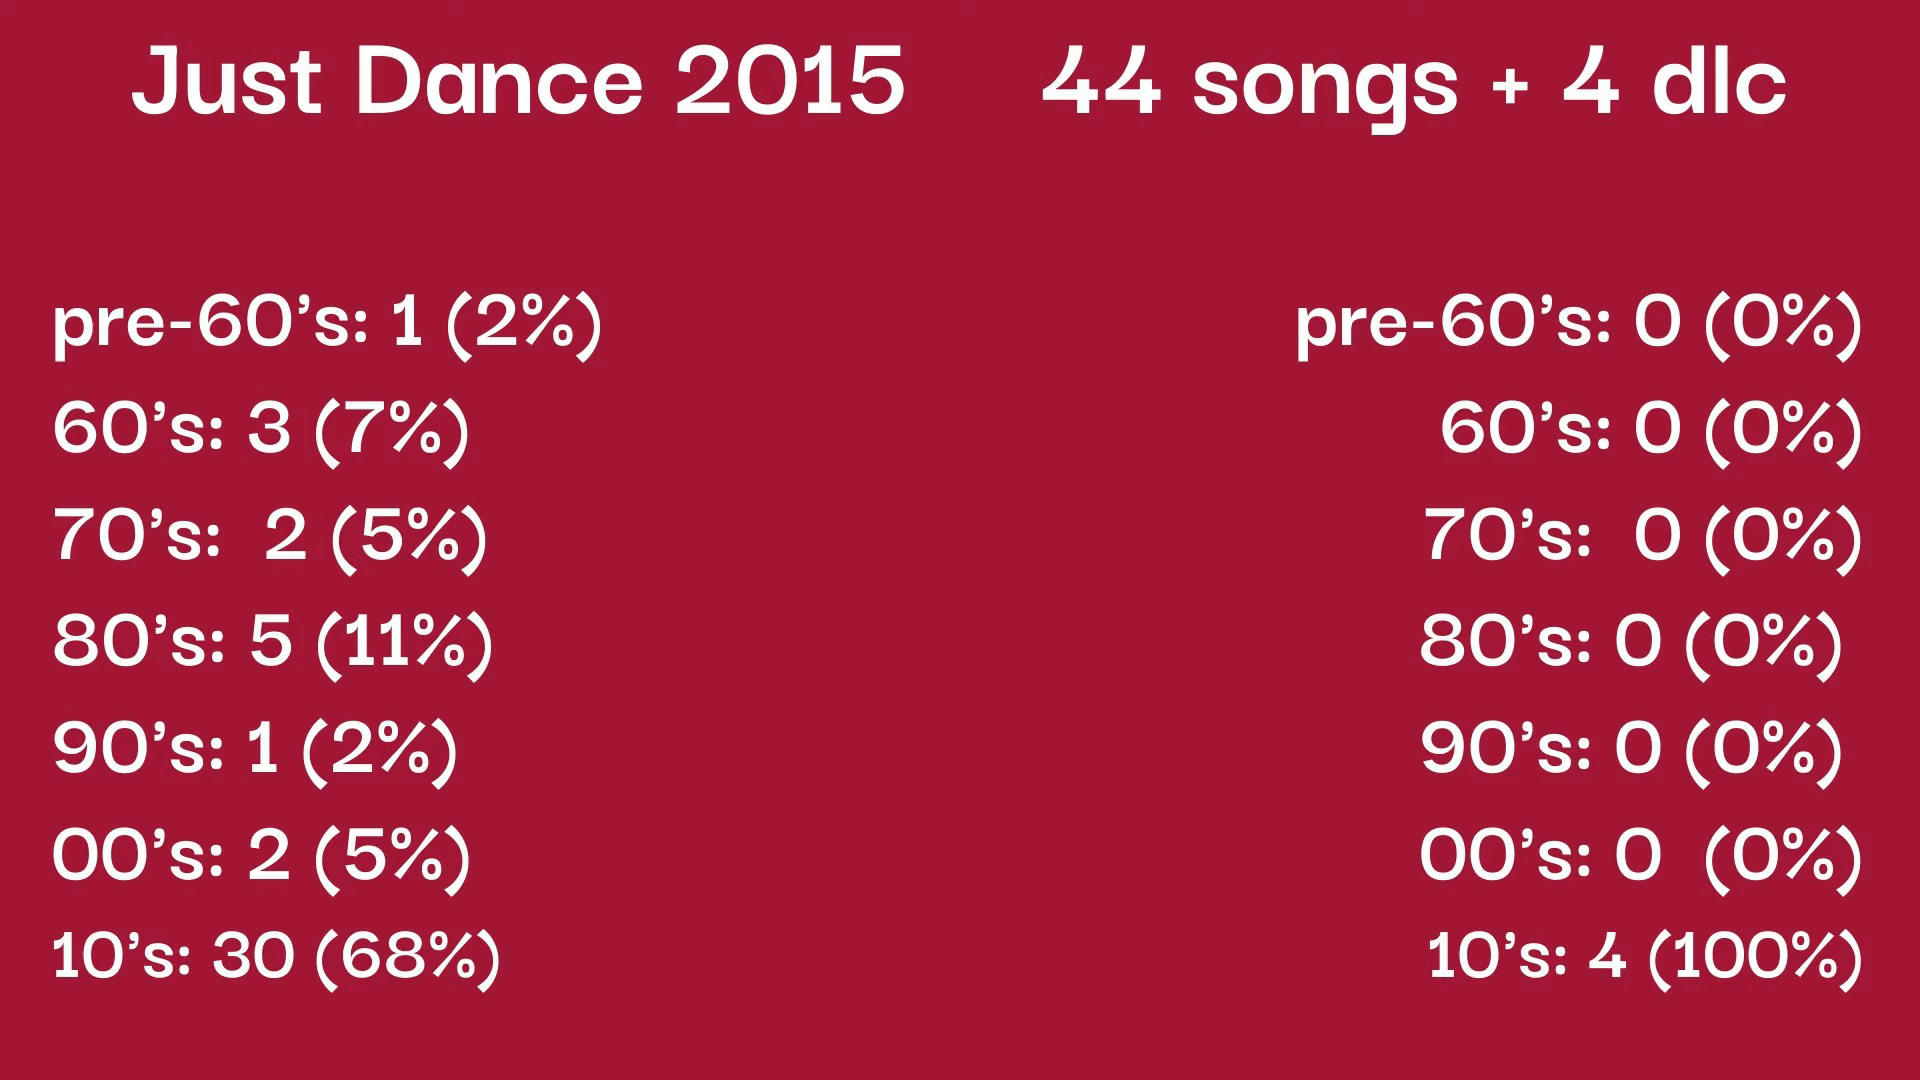 Just Dance 2015 44 songs + 4 dlc
pre-60's: 1 (2%)
60's: 3 (7%)
70's: 2 (5%)
80's: 5 (11%)
90's: 1 (2%)
00's: 2 (5%)
10's: 30 (68%)
pre-60's: 0 (0%)
60's: 0 (0%)
70's: 0 (0%)
80's: 0 (0%)
90's: 0 (0%)
00's: 0 (0%)
10's: 4 (100%)